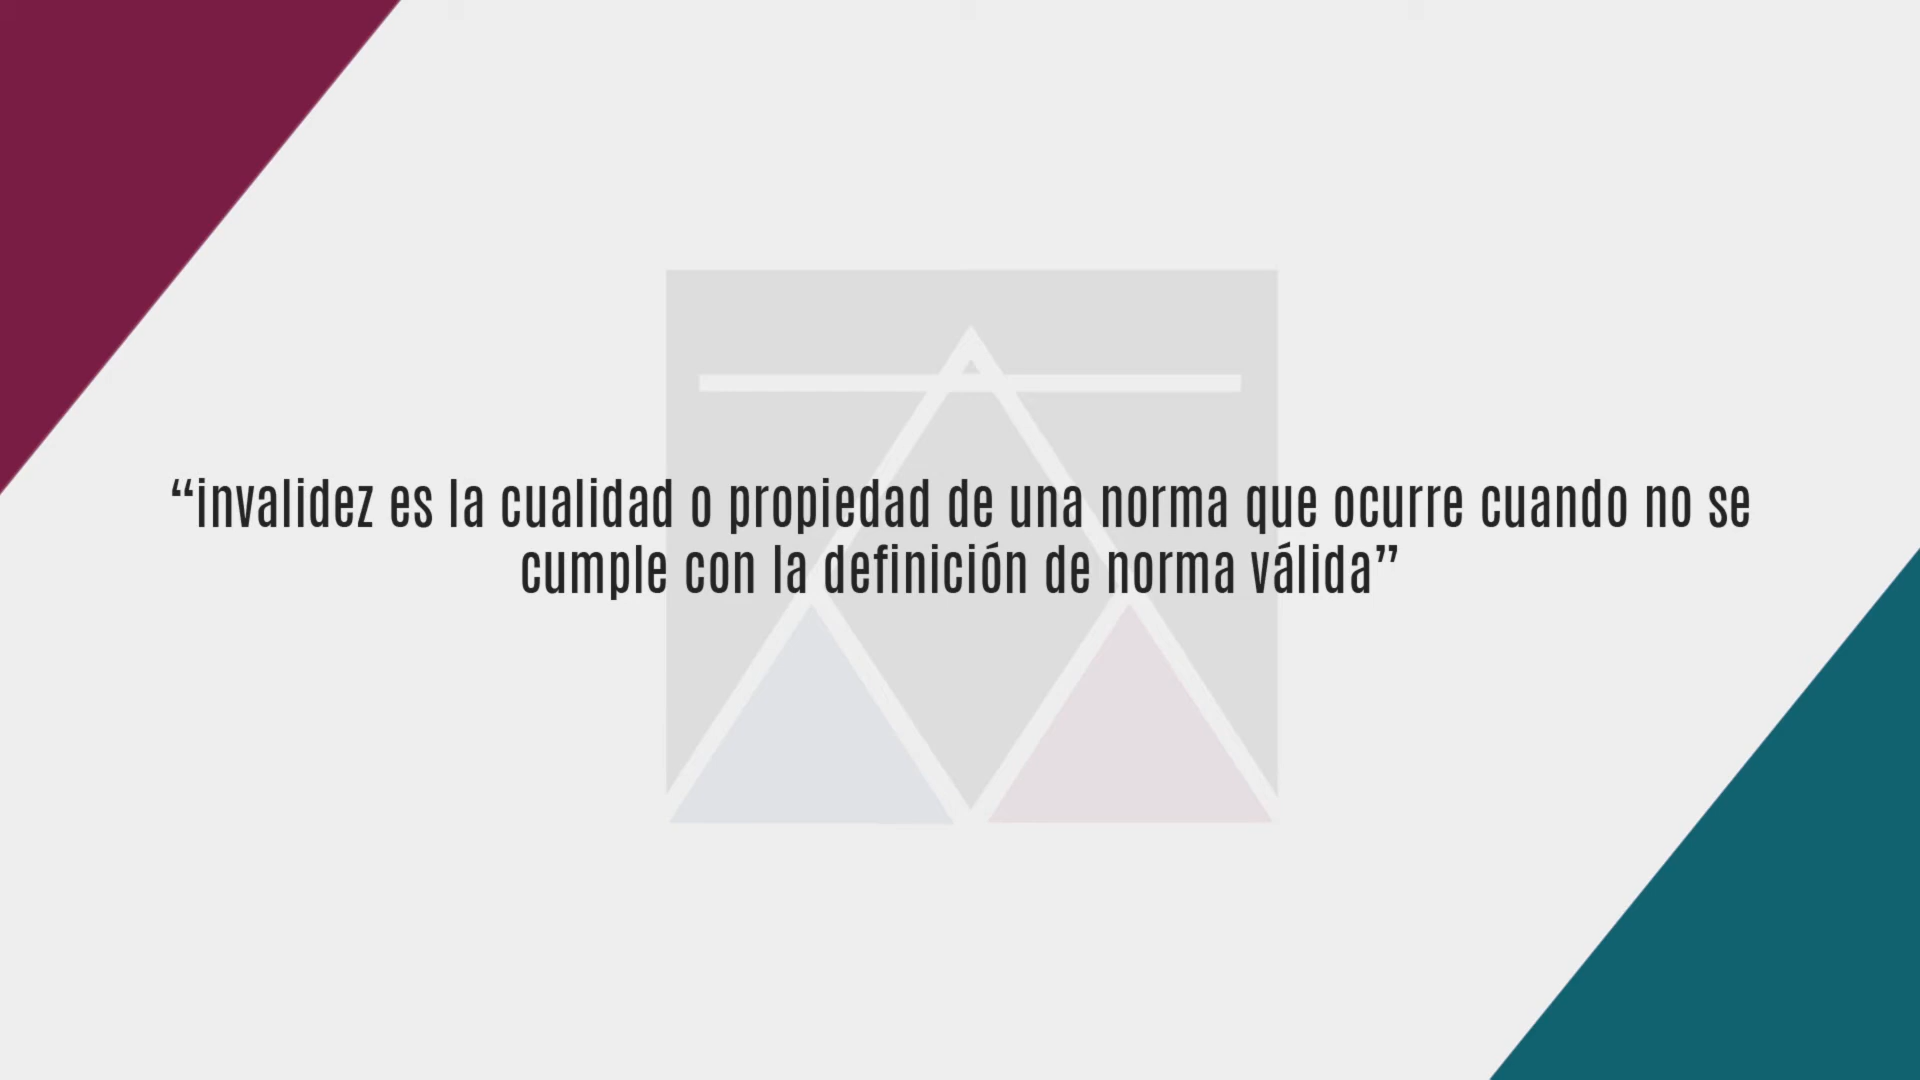 “invalidez es la cualidad o propiedad de una norma que ocurre cuando no se
cumple con la definición de norma válida”